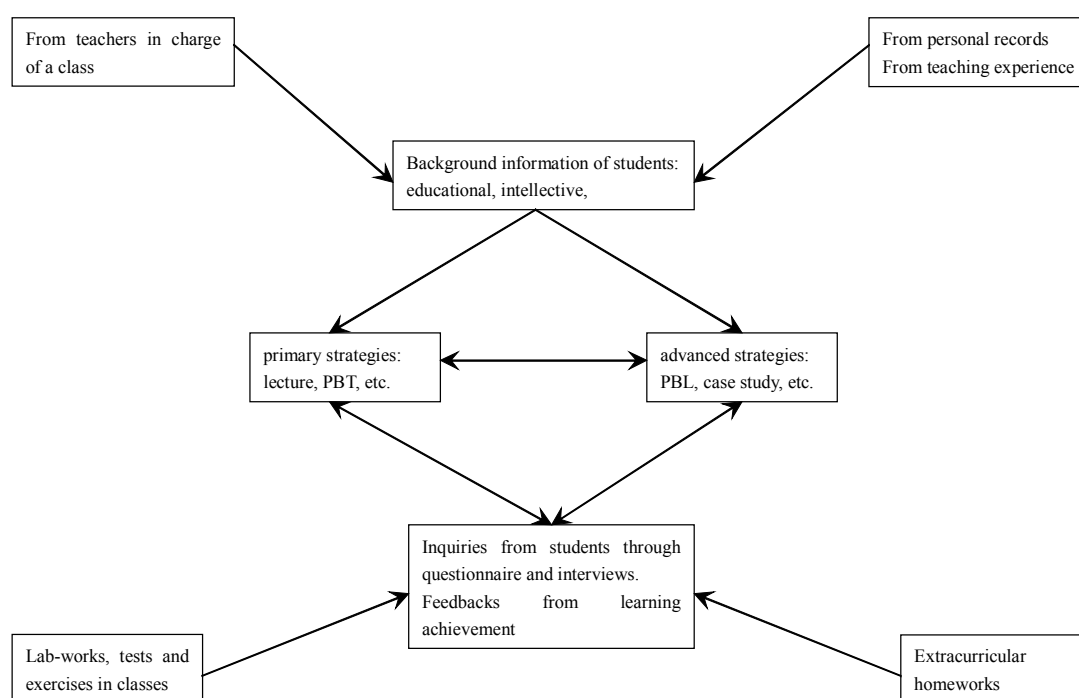 From teachers in charge
of a class
From personal records
From teaching experience
Background information of students:
educational, intellective,
primary strategies:
lecture, PBT, etc.
advanced strategies:
PBL, case study, etc.
Inquiries from students through
questionnaire and interviews.
Feedbacks from learning
achievement
Lab-works, tests and
exercises in classes
Extracurricular
homeworks